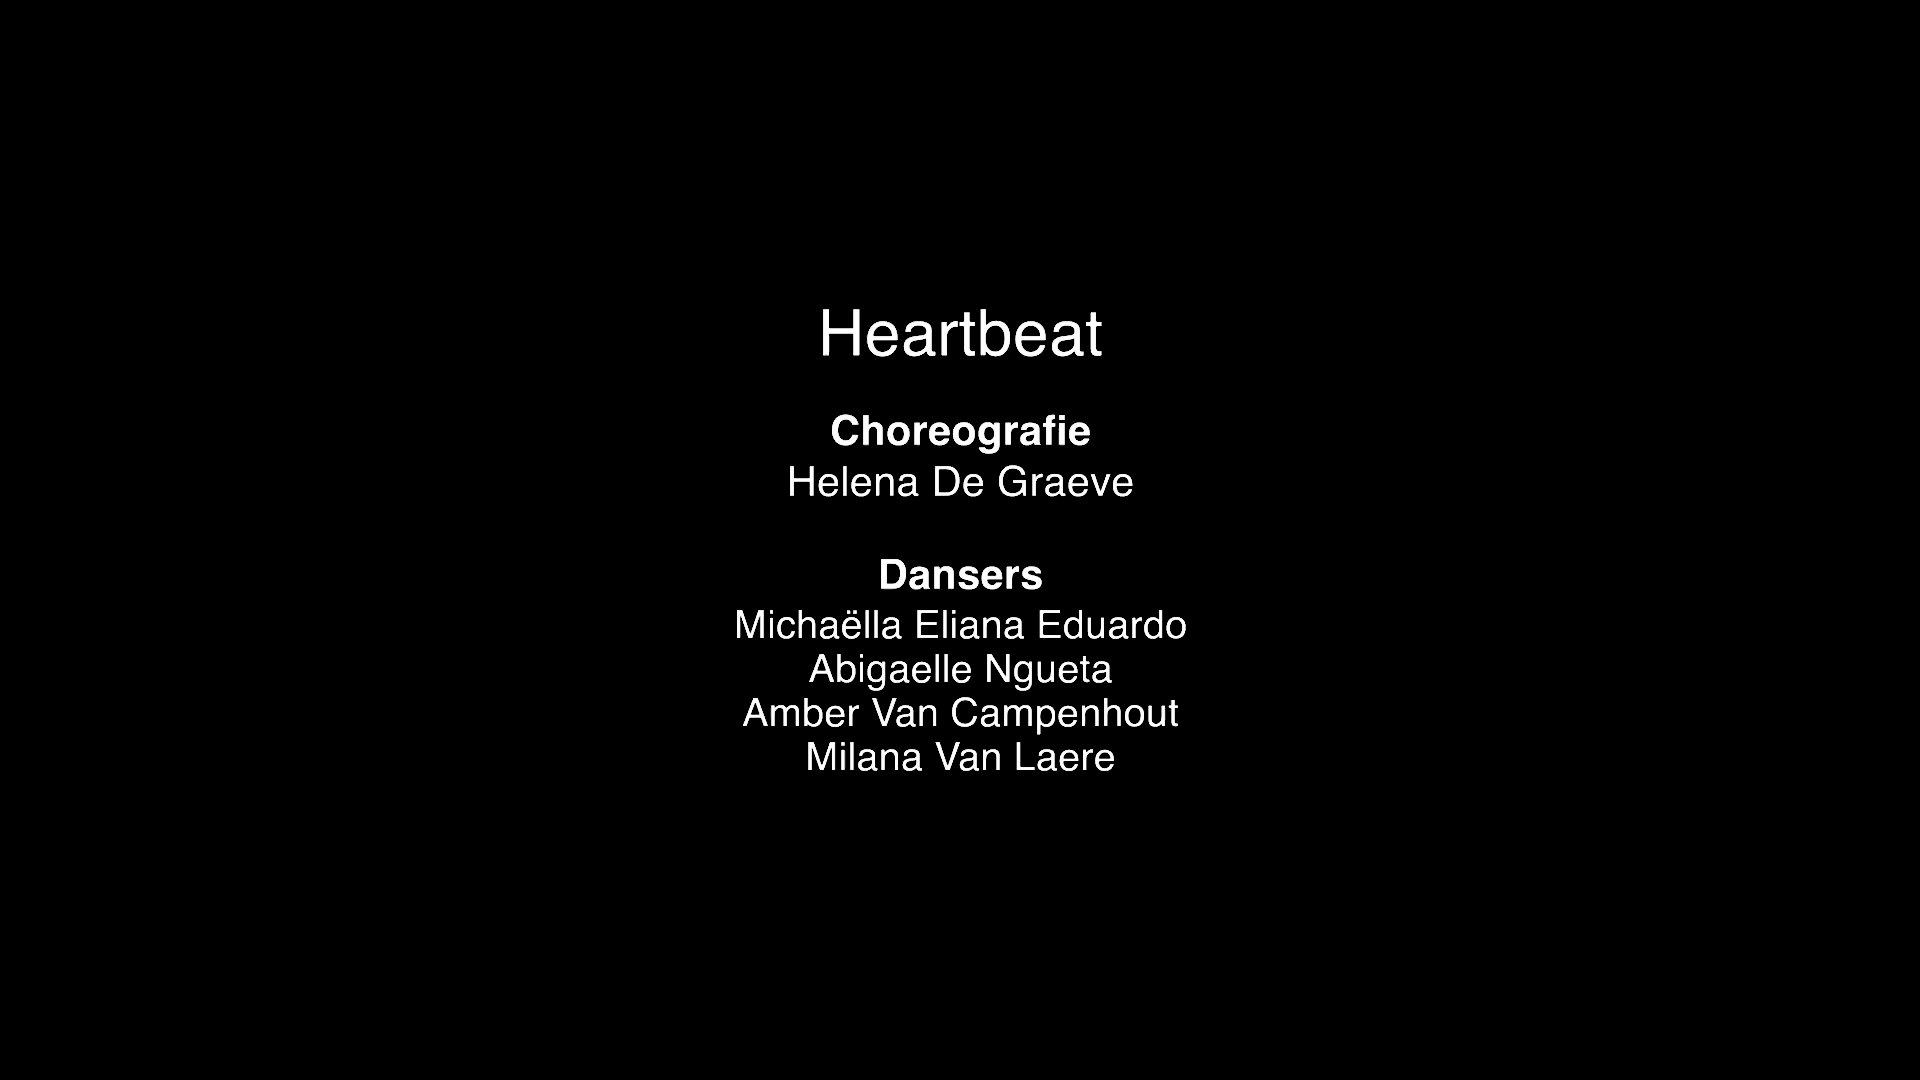 Heartbeat
Choreografie
Helena De Graeve
Dansers
Michaëlla Eliana Eduardo
Abigaelle Ngueta
Amber Van Campenhout
Milana Van Laere